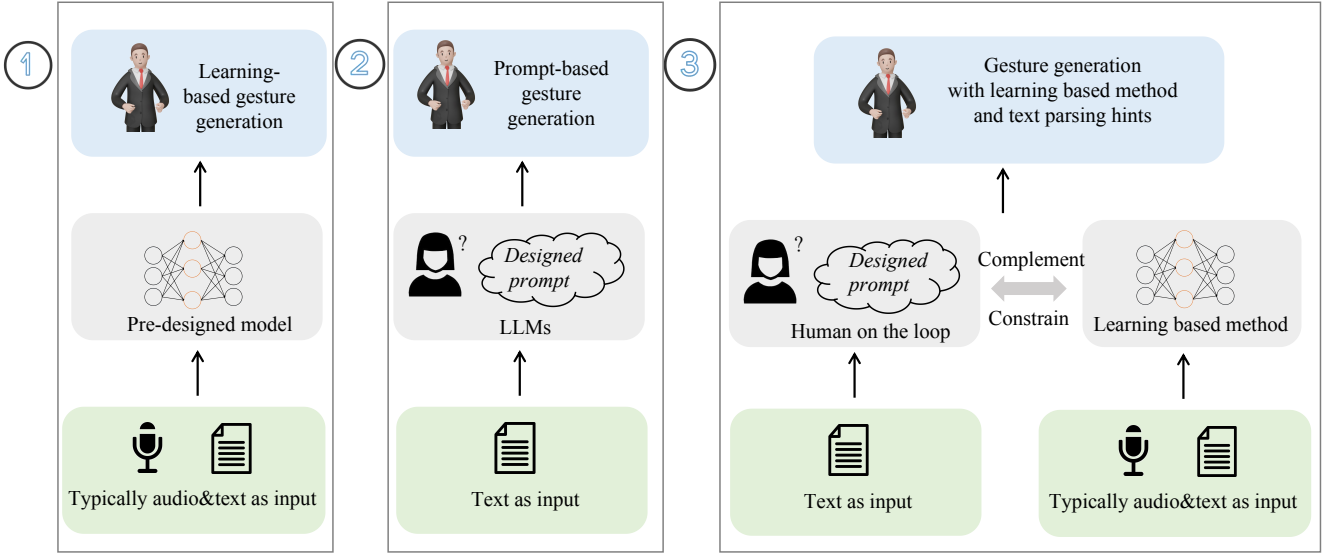 1
Learning-
based gesture
generation
Pre-designed model
Typically audio&text as input
2
Prompt-based
gesture
generation
?
Designed
prompt
LLMs
Text as input
3
Gesture generation
with learning based method
and text parsing hints
?
Designed
prompt
Human on the loop
Complement
Constrain
Learning based method
Text as input
Typically audio&text as input